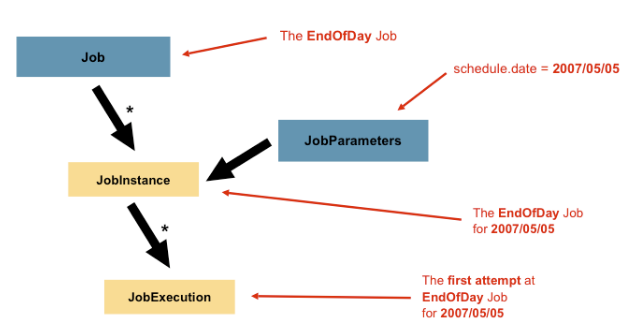 The EndOfDay Job
Job
schedule.date = 2007/05/05
*
JobParameters
JobInstance
The EndOfDay Job
for 2007/05/05
*
The first attempt at
EndOfDay Job
for 2007/05/05
JobExecution